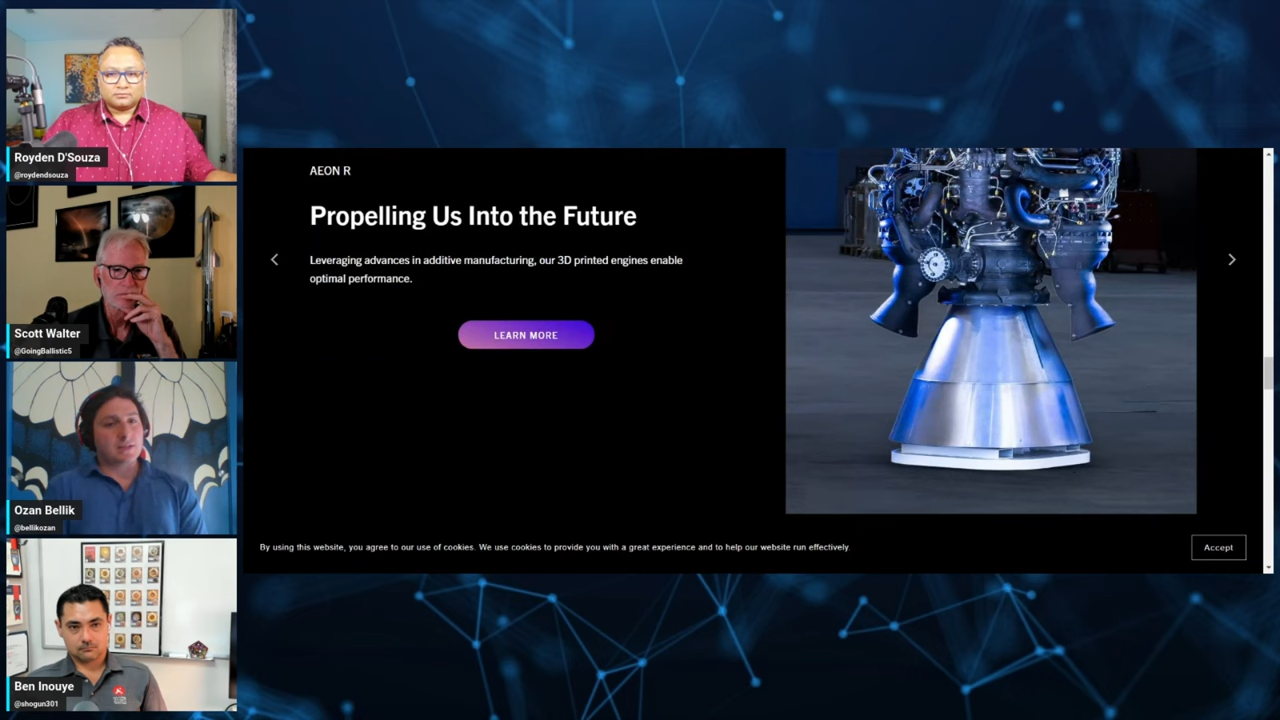 Royden D'Souza
@roydendsouza
Scott Walter
@GoingBallistic5
Ozan Bellik
@bellikozan
Ben Inouye
@shogun301
AEON R
Propelling Us Into the Future
Leveraging advances in additive manufacturing, our 3D printed engines enable
optimal performance.
LEARN MORE
By using this website, you agree to our use of cookies. We use cookies to provide you with a great experience and to help our website run effectively.
Accept